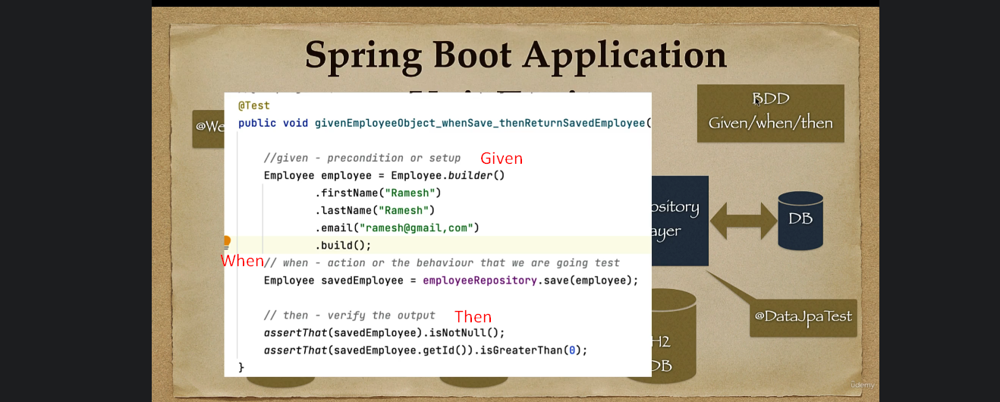 Spring Boot Application
BDD
Given/when/then
@We
@Test
public void givenEmployeeObject_whenSave_thenReturnSavedEmployee(
//given - precondition or setup Given
Employee employee = Employee.builder()
.firstName("Ramesh")
.lastName("Ramesh")
.email("ramesh@gmail,com")
.build();
When // when - action or the behaviour that we are going test
Employee savedEmployee = employeeRepository.save(employee);
// then - verify the output Then
assertThat(savedEmployee).isNotNull();
assertThat(savedEmployee.getId()).isGreaterThan(0);
}
ository
ayer
DB
@DataJpaTest
H2
DB
ûdemy